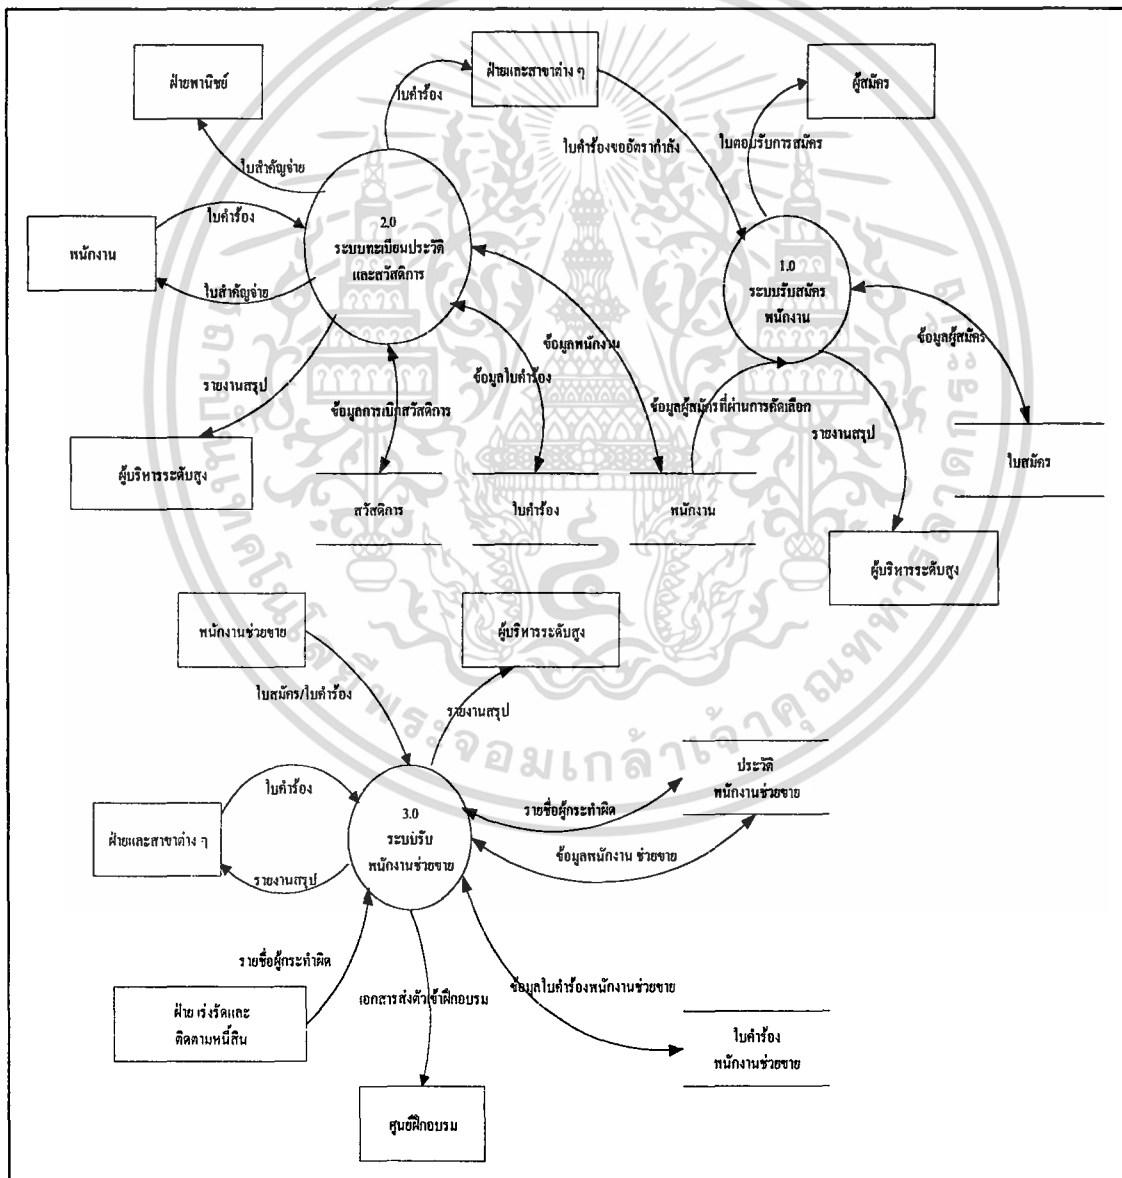 ฝ่ายพานิชย์
ฝ่ายและสาขาต่าง ๆ
ผู้สมัคร
ใบคำร้อง
ใบคำร้องขออัตรากำลัง
ใบตอบรับการสมัคร
ใบสำคัญจ่าย
พนักงาน
ใบคำร้อง
ใบสำคัญจ่าย
2.0
ระบบทะเบียนประวัติ
และสวัสดิการ
1.0
ระบบรับสมัคร
พนักงาน
ข้อมูลผู้สมัคร
ข้อมูลพนักงาน
ข้อมูลใบคำร้อง
รายงานสรุป
ข้อมูลการเบิกสวัสดิการ
ข้อมูลผู้สมัครที่ผ่านการคัดเลือก
รายงานสรุป
ผู้บริหารระดับสูง
สวัสดิการ
ใบคำร้อง
พนักงาน
ใบสมัคร
ผู้บริหารระดับสูง
พนักงานช่วยขาย
ผู้บริหารระดับสูง
ใบสมัคร/ใบคำร้อง
รายงานสรุป
ประวัติ
พนักงานช่วยขาย
ใบคำร้อง
ฝ่ายและสาขาต่าง ๆ
รายงานสรุป
3.0
ระบบรับ
พนักงานช่วยขาย
รายชื่อผู้กระทำผิด
ข้อมูลพนักงาน ช่วยขาย
รายชื่อผู้กระทำผิด
ข้อมูลใบคำร้องพนักงานช่วยขาย
เอกสารส่งตัวเข้าฝึกอบรม
ฝ่าย เร่งรัดและ
ติดตามหนี้สิน
ใบคำร้อง
พนักงานช่วยขาย
ศูนย์ฝึกอบรม
พระจอมเกล้าเจ้าคุณทหารลาดกระบัง